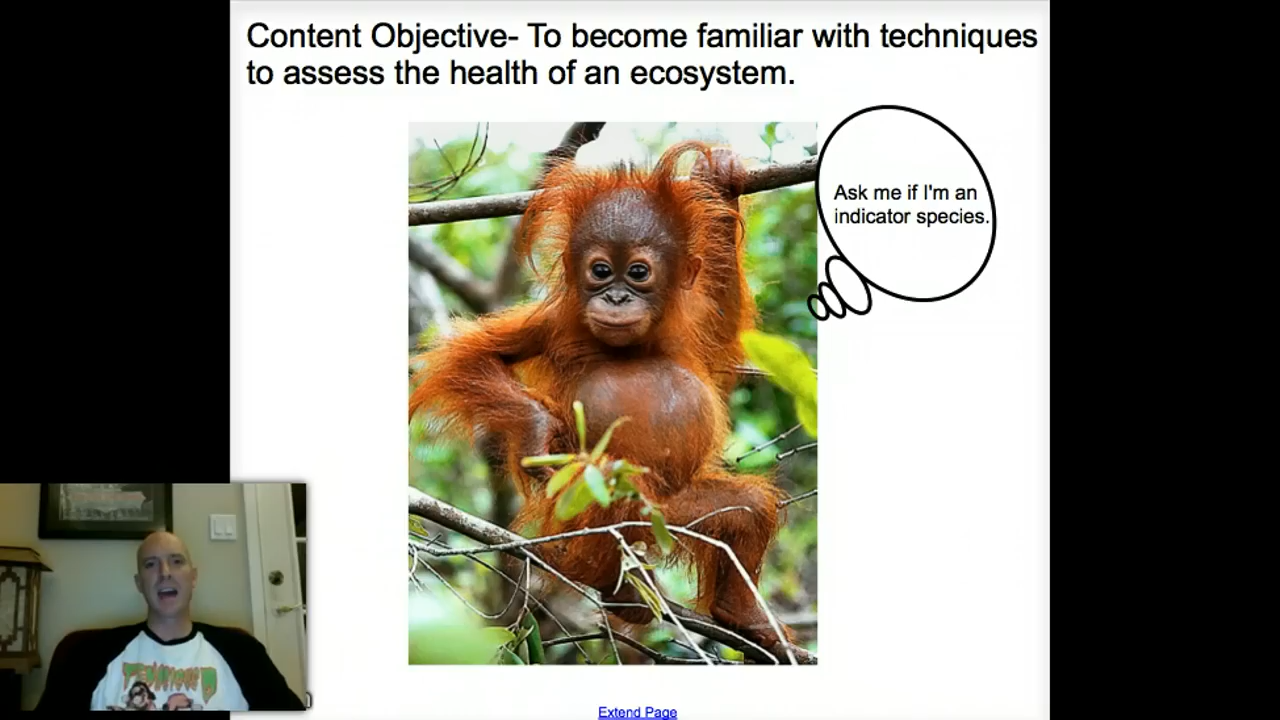 Content Objective- To become familiar with techniques
to assess the health of an ecosystem.
Ask me if I'm an
indicator species.
Extend Page